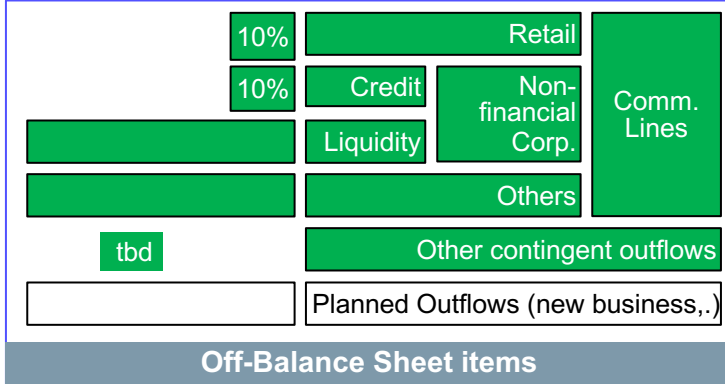 10% Retail
10% Credit Non-
financial
Corp.
Comm.
Lines
Liquidity
Others
tbd Other contingent outflows
Planned Outflows (new business,.)
Off-Balance Sheet items